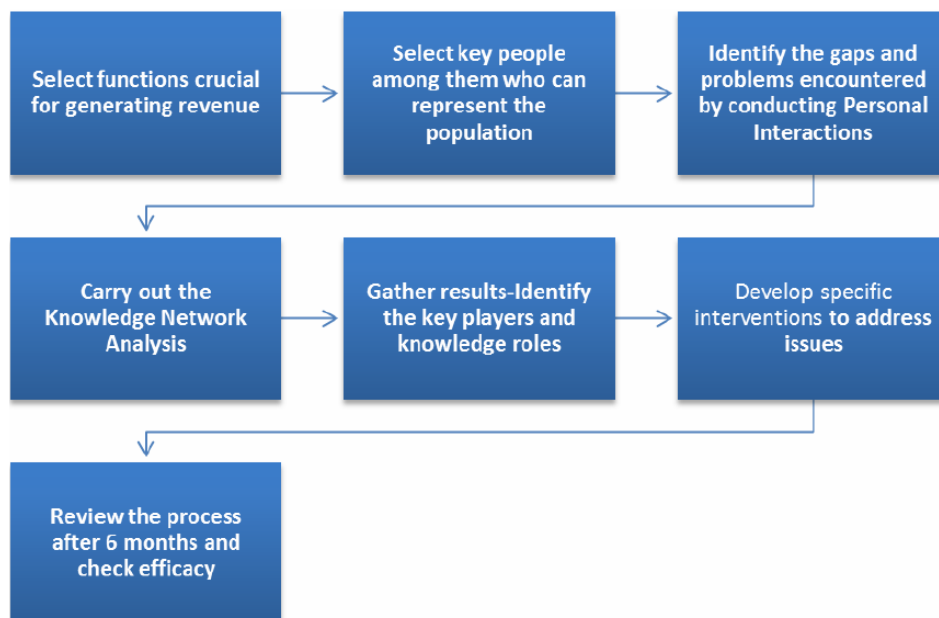 Select functions crucial
for generating revenue
Select key people
among them who can
represent the
population
Identify the gaps and
problems encountered
by conducting Personal
Interactions
Carry out the
Knowledge Network
Analysis
Gather results-Identify
the key players and
knowledge roles
Develop specific
interventions to address
issues
Review the process
after 6 months and
check efficacy